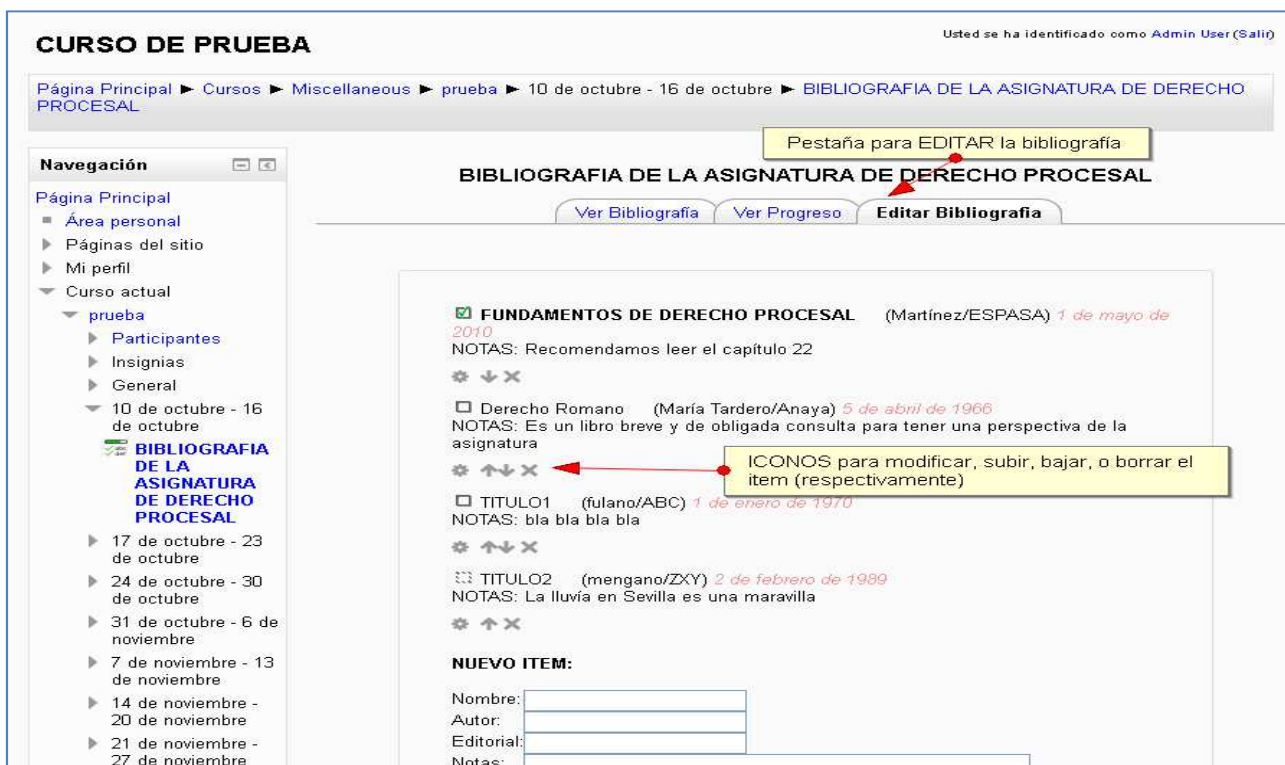 CURSO DE PRUEBA
Usted se ha identificado como Admin User (Salir)
Página Principal ► Cursos ► Miscellaneous ► prueba ► 10 de octubre - 16 de octubre ► BIBLIOGRAFIA DE LA ASIGNATURA DE DERECHO
PROCESAL
Pestaña para EDITAR la bibliografía
Navegación
Página Principal
Área personal
Páginas del sitio
Mi perfil
Curso actual
prueba
Participantes
Insignias
General
10 de octubre - 16
de octubre
BIBLIOGRAFIA
DE LA
ASIGNATURA
DE DERECHO
PROCESAL
17 de octubre - 23
de octubre
24 de octubre - 30
de octubre
31 de octubre - 6 de
noviembre
7 de noviembre - 13
de noviembre
14 de noviembre -
20 de noviembre
21 de noviembre -
27 de noviembre
BIBLIOGRAFIA DE LA ASIGNATURA DE DERECHO PROCESAL
Ver Bibliografía Ver Progreso Editar Bibliografia
FUNDAMENTOS DE DERECHO PROCESAL (Martínez/ESPASA) 1 de mayo de
2010
NOTAS: Recomendamos leer el capítulo 22
Derecho Romano (María Tardero/Anaya) 5 de abril de 1966
NOTAS: Es un libro breve y de obligada consulta para tener una perspectiva de la
asignatura
ICONOS para modificar, subir, bajar, o borrar el
item (respectivamente)
TITULO1 (fulano/ABC) 1 de enero de 1970
NOTAS: bla bla bla bla
TITULO2 (mengano/ZXY) 2 de febrero de 1989
NOTAS: La lluvía en Sevilla es una maravilla
NUEVO ITEM:
Nombre:
Autor:
Editorial:
Notas: